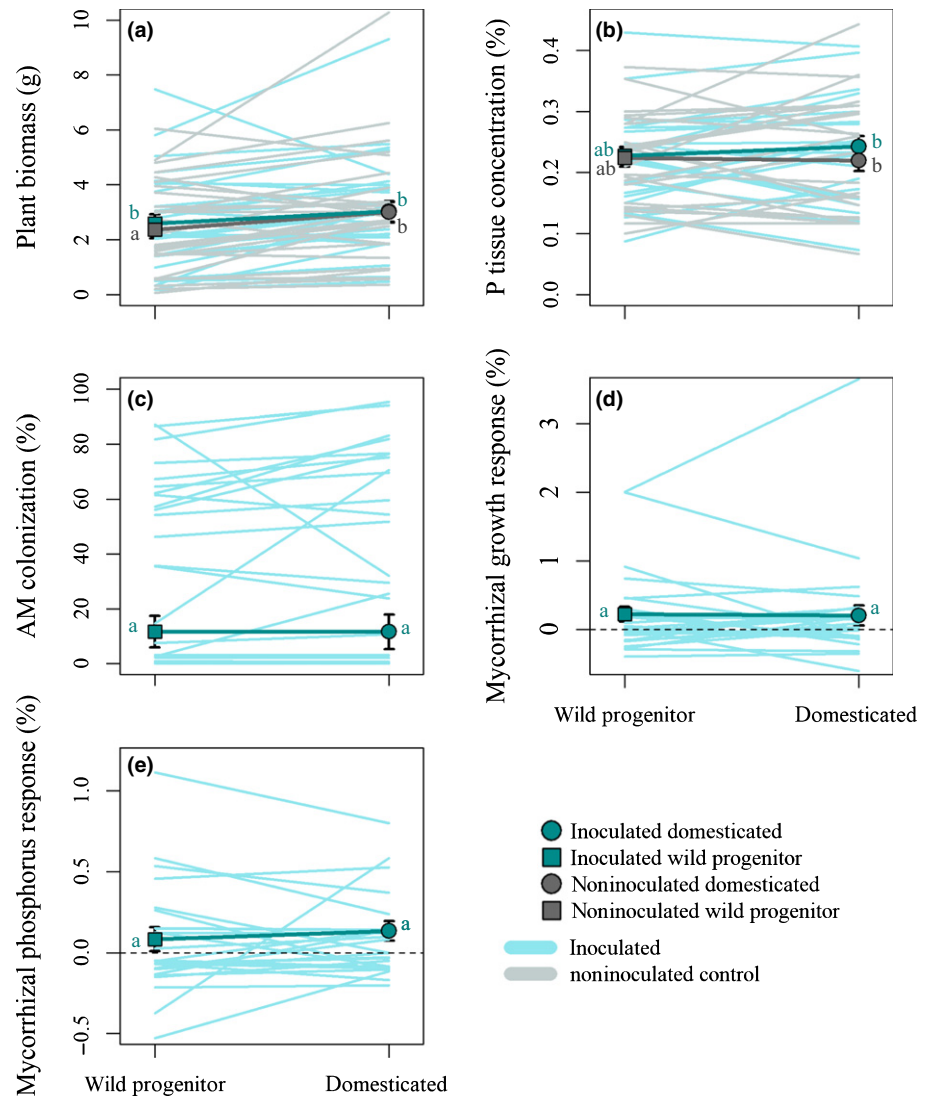 (a)
Plant biomass (g)
10
8
6
4
2
0
b
a
b
b
(b)
P tissue concentration (%)
0.4
0.3
0.2
0.1
0.0
ab
ab
b
b
(c)
AM colonization (%)
100
80
60
40
20
0
a
a
(d)
Mycorrhizal growth response (%)
3
2
1
0
a
a
Wild progenitor
Domesticated
(e)
Mycorrhizal phosphorus response (%)
1.0
0.5
0.0
−0.5
a
a
Wild progenitor
Domesticated
Inoculated domesticated
Inoculated wild progenitor
Noninoculated domesticated
Noninoculated wild progenitor
Inoculated
noninoculated control